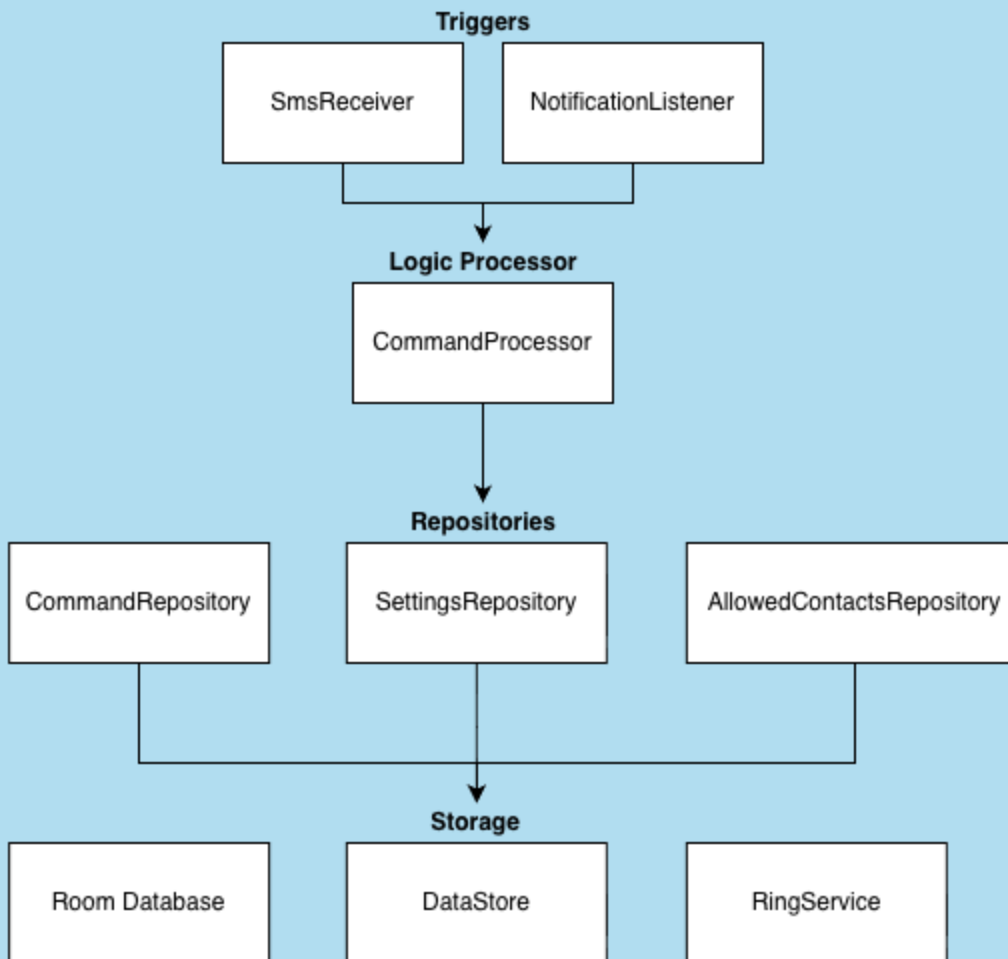 Triggers
SmsReceiver
NotificationListener
Logic Processor
CommandProcessor
Repositories
CommandRepository
SettingsRepository
AllowedContactsRepository
Storage
Room Database
DataStore
RingService